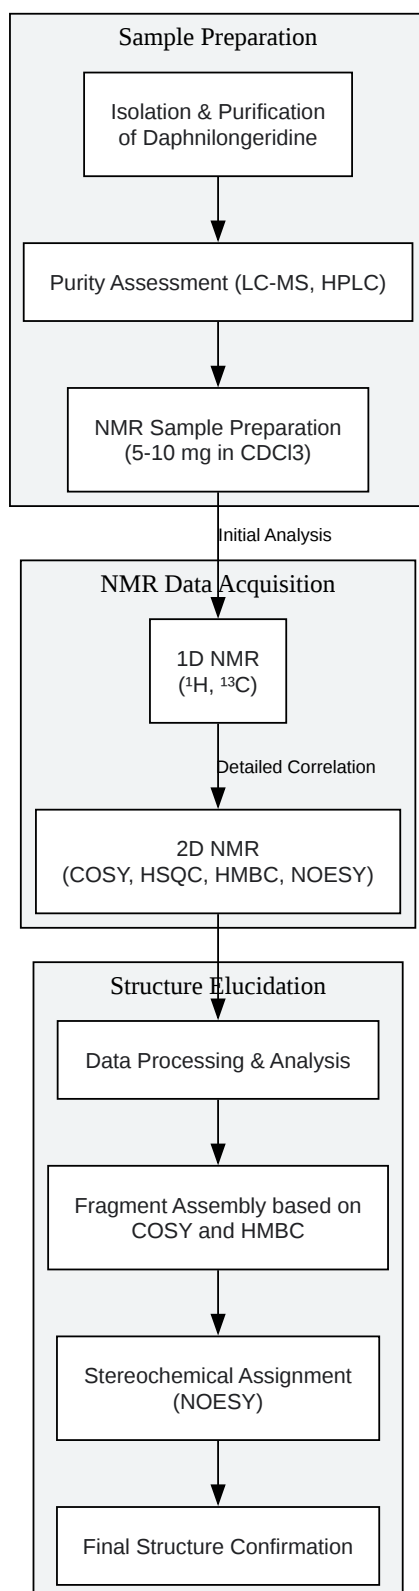 Sample Preparation
Isolation & Purification
of Daphnilongeridine
Purity Assessment (LC-MS, HPLC)
NMR Sample Preparation
(5-10 mg in CDCl3)
Initial Analysis
NMR Data Acquisition
1D NMR
(¹H, ¹³C)
Detailed Correlation
2D NMR
(COSY, HSQC, HMBC, NOESY)
Structure Elucidation
Data Processing & Analysis
Fragment Assembly based on
COSY and HMBC
Stereochemical Assignment
(NOESY)
Final Structure Confirmation